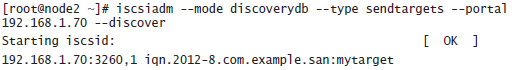 [root@node2 ~]# iscsiadm --mode discoverydb --type sendtargets --portal
192.168.1.70 --discover
Starting iscsid: [ OK ]
192.168.1.70:3260,1 iqn.2012-8.com.example.san:mytarget